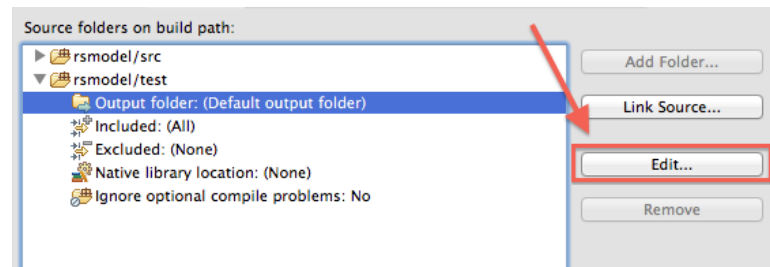 Source folders on build path:
rsmodel/src
rsmodel/test
Output folder: (Default output folder)
Included: (All)
Excluded: (None)
Native library location: (None)
Ignore optional compile problems: No
Add Folder...
Link Source...
Edit...
Remove